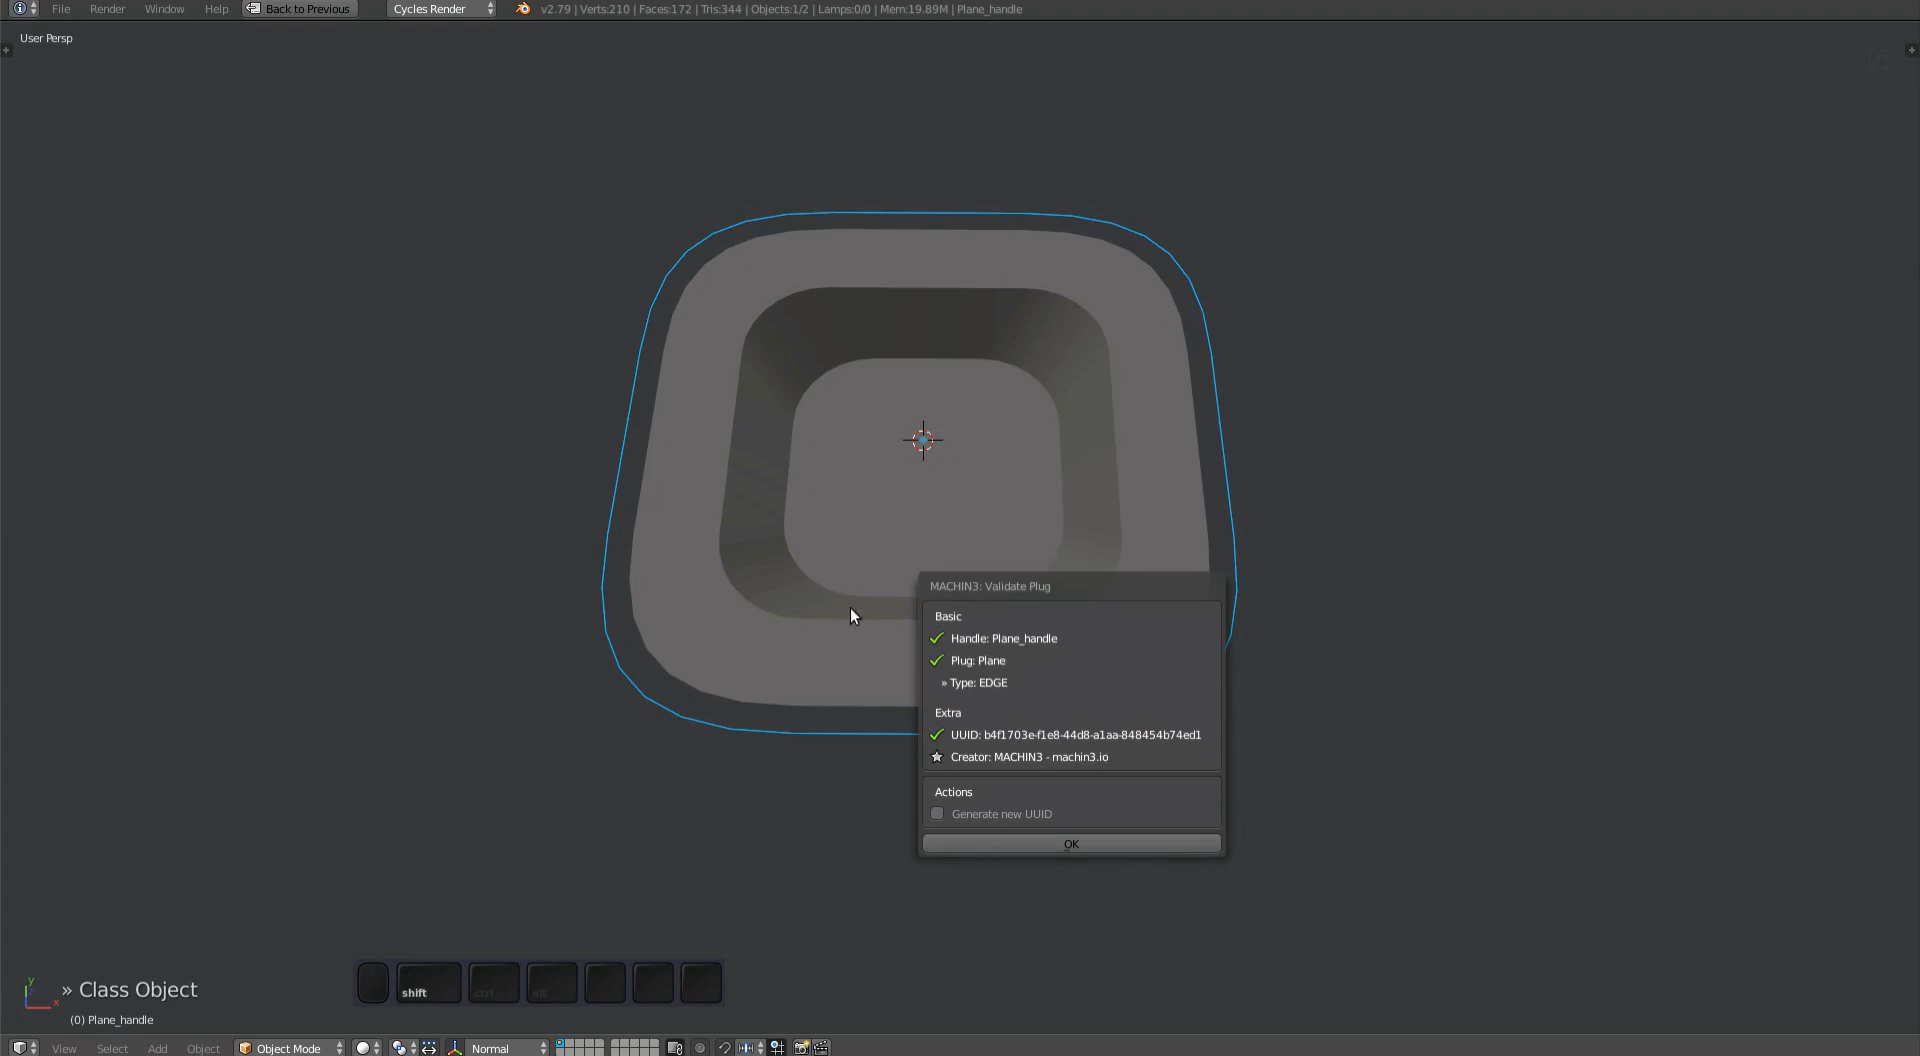 File Render Window Help Back to Previous Cycles Render v2.79 | Verts:210 | Faces:172 | Tris:344 | Objects:1/2 | Lamps:0/0 | Mem:19.89M | Plane_handle
User Persp
MACHIN3: Validate Plug
Basic
Handle: Plane_handle
Plug: Plane
» Type: EDGE
Extra
UUID: b4f1703e-f1e8-44d8-a1aa-848454b74ed1
Creator: MACHIN3 - machin3.io
Actions
Generate new UUID
OK
shift ctrl alt
y
» Class Object
x
(0) Plane_handle
View Select Add Object Object Mode Normal